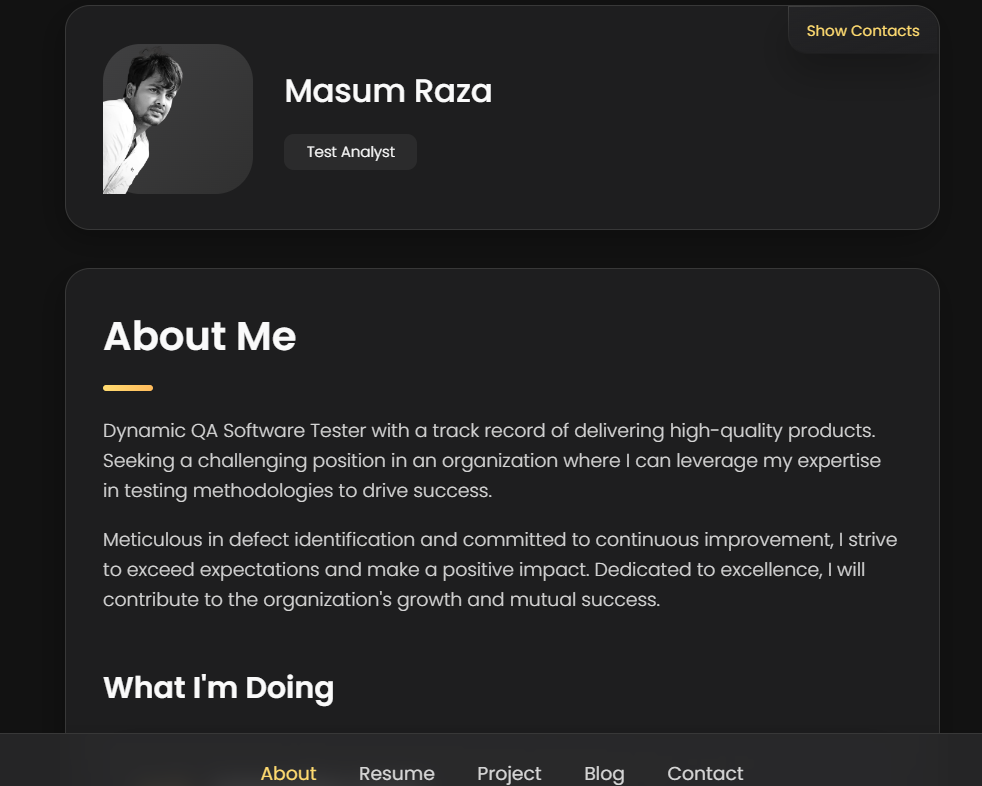 Show Contacts
Masum Raza
Test Analyst
About Me
Dynamic QA Software Tester with a track record of delivering high-quality products.
Seeking a challenging position in an organization where I can leverage my expertise
in testing methodologies to drive success.
Meticulous in defect identification and committed to continuous improvement, I strive
to exceed expectations and make a positive impact. Dedicated to excellence, I will
contribute to the organization's growth and mutual success.
What I'm Doing
About Resume Project Blog Contact